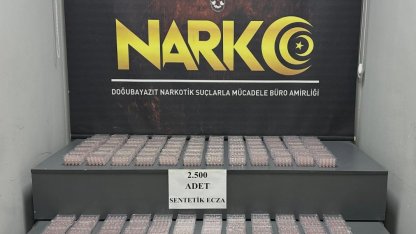 NARKO
DOĞUBAYAZIT NARKOTİK SUÇLARLA MÜCADELE BÜRO AMİRLİĞİ
2.500
ADET
SENTETİK ECZA